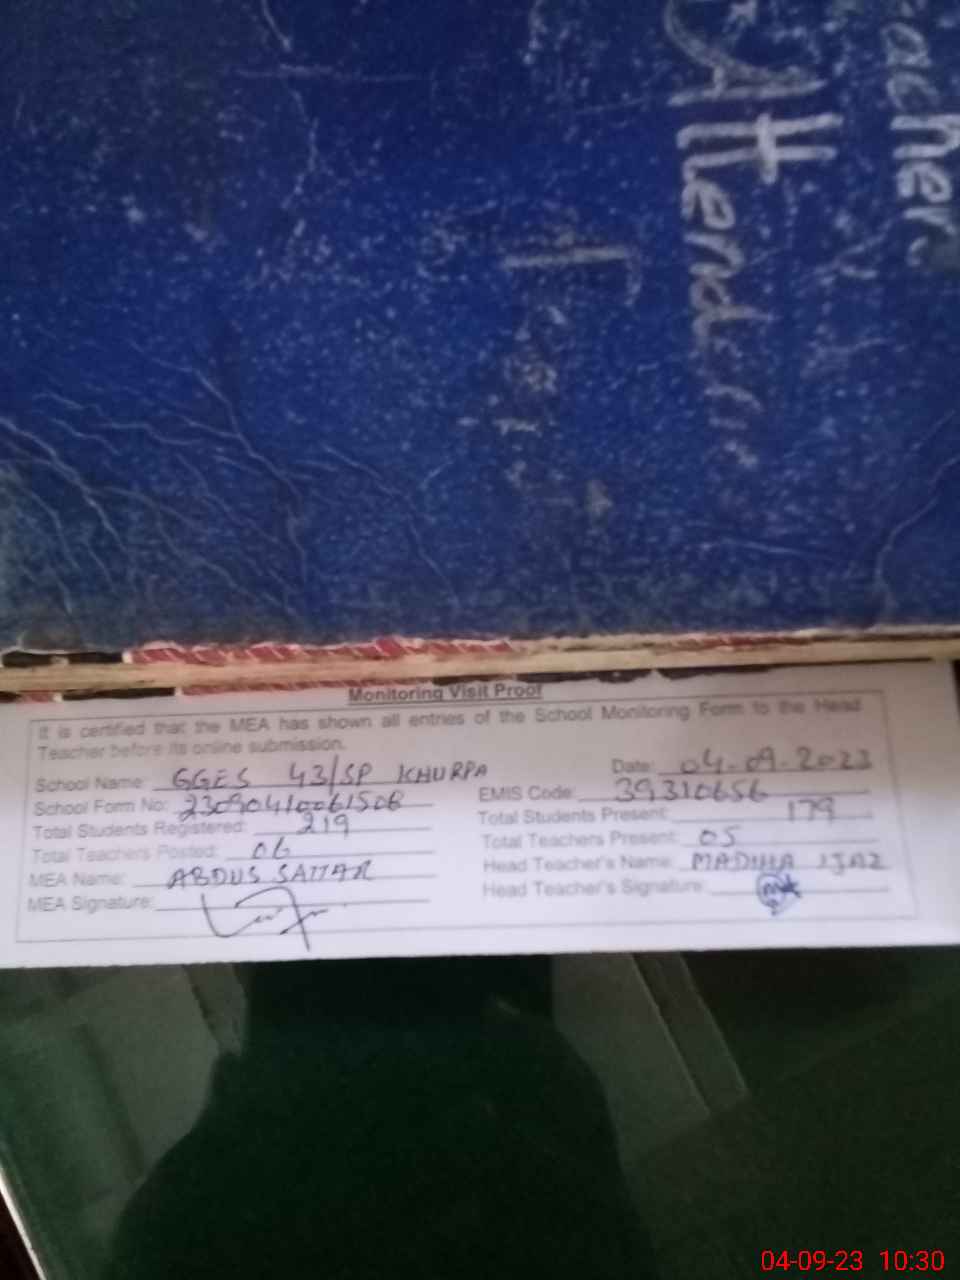 Teacher
Attend
Monitoring Visit Proof
It is certified that the MEA has shown all entries of the School Monitoring Form to the Head
Teacher before its online submission.
School Name: GGES 43/SP KHURPA Date: 04-09-2023
School Form No: 23090410061508 EMIS Code: 39310656
Total Students Registered: 219 Total Students Present: 179
Total Teachers Posted: 06 Total Teachers Present: 05
MEA Name: ABDUS SATTAR Head Teacher's Name: MADIHA IJAZ
MEA Signature: Head Teacher's Signature:
04-09-23 10:30